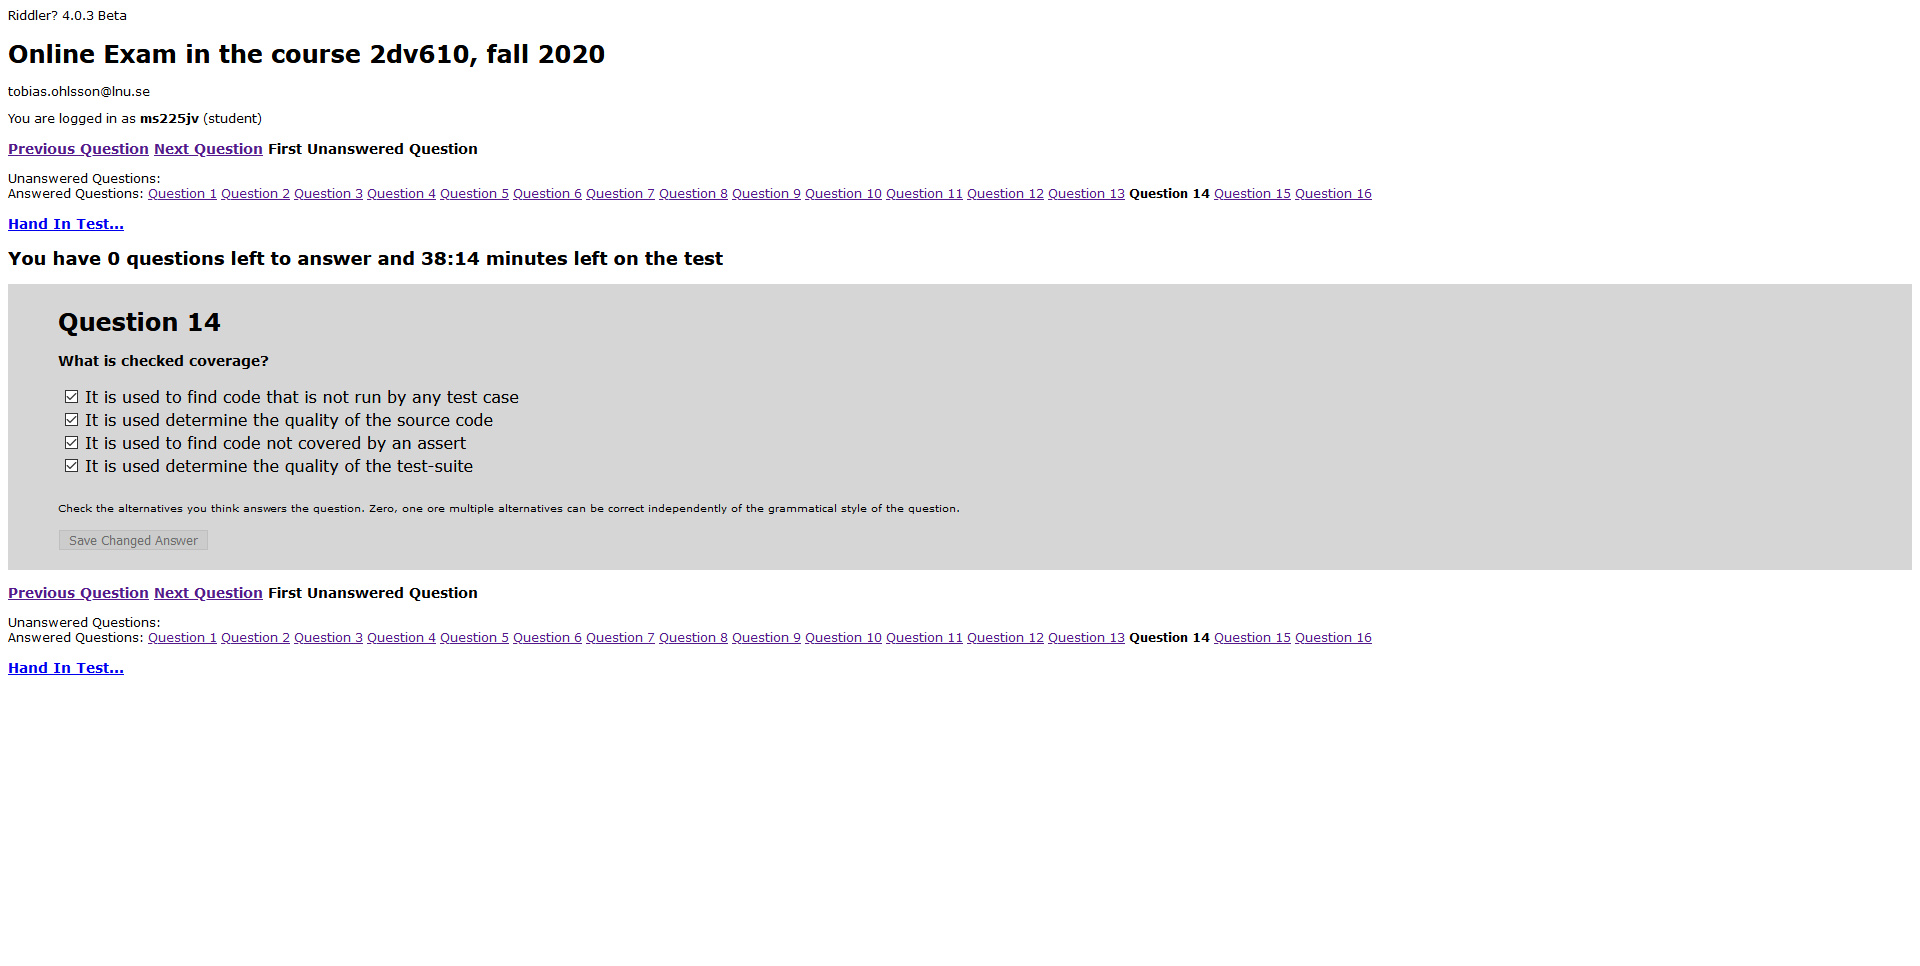 Riddler? 4.0.3 Beta
Online Exam in the course 2dv610, fall 2020
tobias.ohlsson@lnu.se
You are logged in as ms225jv (student)
Previous Question Next Question First Unanswered Question
Unanswered Questions:
Answered Questions: Question 1 Question 2 Question 3 Question 4 Question 5 Question 6 Question 7 Question 8 Question 9 Question 10 Question 11 Question 12 Question 13 Question 14 Question 15 Question 16
Hand In Test...
You have 0 questions left to answer and 38:14 minutes left on the test
Question 14
What is checked coverage?
It is used to find code that is not run by any test case
It is used determine the quality of the source code
It is used to find code not covered by an assert
It is used determine the quality of the test-suite
Check the alternatives you think answers the question. Zero, one ore multiple alternatives can be correct independently of the grammatical style of the question.
Save Changed Answer
Previous Question Next Question First Unanswered Question
Unanswered Questions:
Answered Questions: Question 1 Question 2 Question 3 Question 4 Question 5 Question 6 Question 7 Question 8 Question 9 Question 10 Question 11 Question 12 Question 13 Question 14 Question 15 Question 16
Hand In Test...